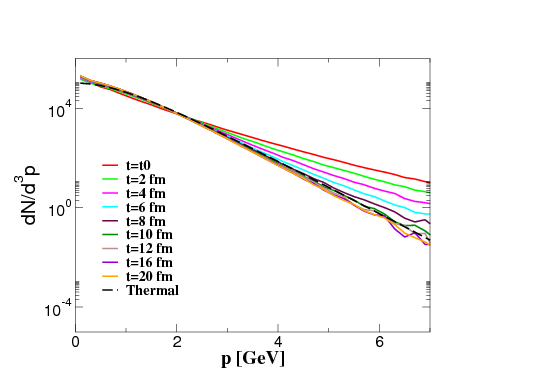 10^4
10^0
10^-4
dN/d^3p
t=t0
t=2 fm
t=4 fm
t=6 fm
t=8 fm
t=10 fm
t=12 fm
t=16 fm
t=20 fm
Thermal
0 2 4 6
p [GeV]